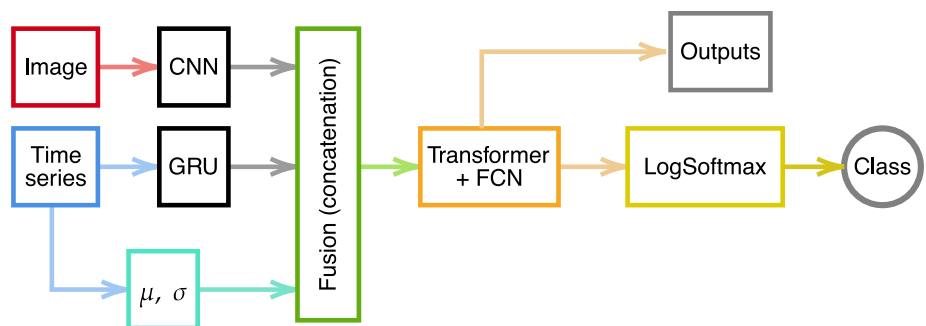 Image
CNN
Time
series
GRU
μ, σ
Fusion (concatenation)
Transformer
+ FCN
Outputs
LogSoftmax
Class